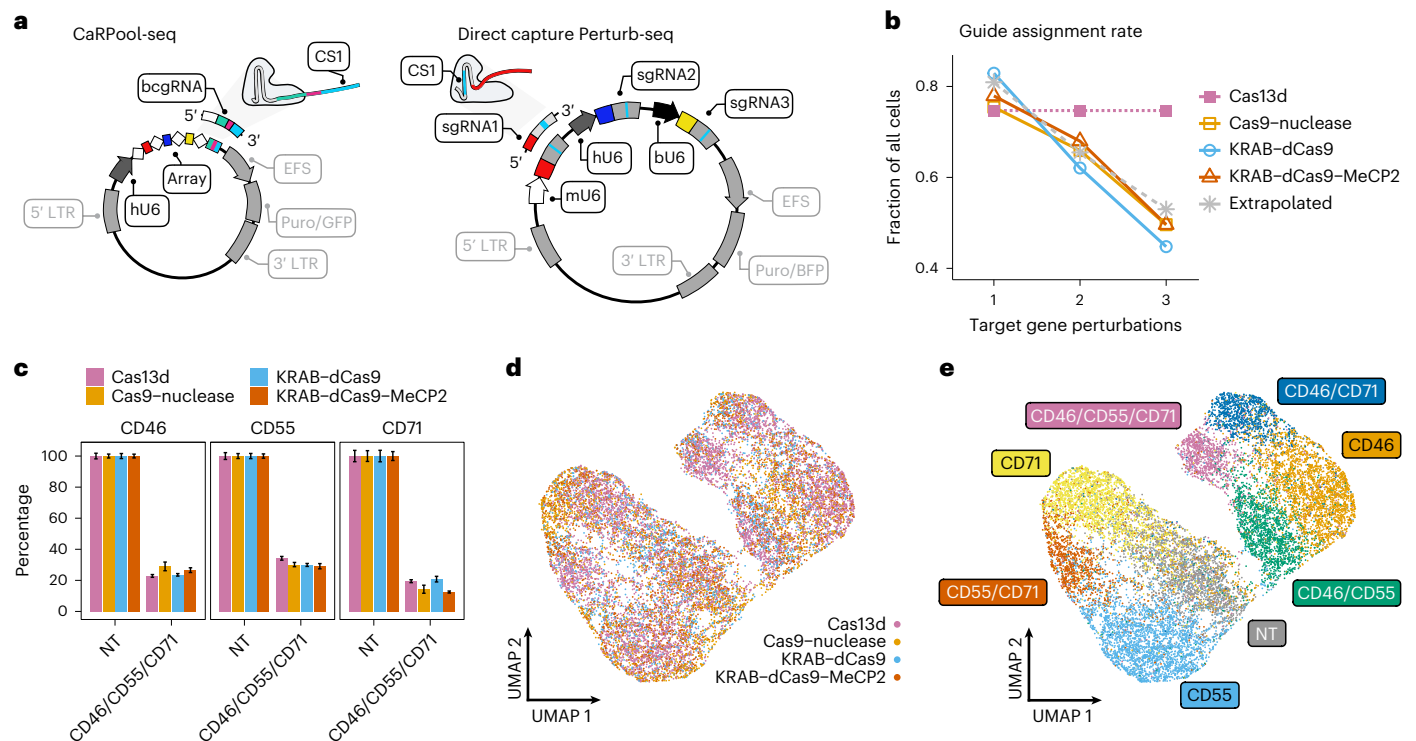 a
CaRPool-seq
CS1
bcgRNA
5′
3′
EFS
Array
hU6
5′ LTR
Puro/GFP
3′ LTR
Direct capture Perturb-seq
CS1
sgRNA1
5′
3′
sgRNA2
sgRNA3
hU6
bU6
mU6
EFS
5′ LTR
3′ LTR
Puro/BFP
b
Guide assignment rate
Fraction of all cells
0.8
0.6
0.4
1
2
3
Target gene perturbations
Cas13d
Cas9–nuclease
KRAB–dCas9
KRAB–dCas9–MeCP2
Extrapolated
c
Cas13d
Cas9–nuclease
KRAB–dCas9
KRAB–dCas9–MeCP2
CD46
CD55
CD71
Percentage
100
80
60
40
20
0
NT
CD46/CD55/CD71
NT
CD46/CD55/CD71
NT
CD46/CD55/CD71
d
Cas13d
Cas9–nuclease
KRAB–dCas9
KRAB–dCas9–MeCP2
UMAP 2
UMAP 1
e
CD46/CD71
CD46/CD55/CD71
CD46
CD71
CD55/CD71
CD46/CD55
NT
CD55
UMAP 2
UMAP 1